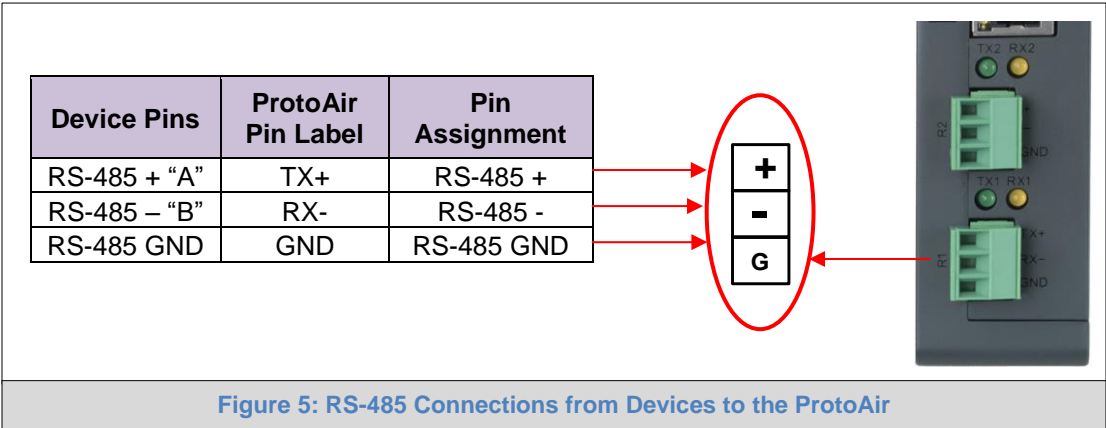 Device Pins ProtoAir Pin Label Pin Assignment
RS-485 + “A” TX+ RS-485 +
RS-485 – “B” RX- RS-485 -
RS-485 GND GND RS-485 GND
+
-
G
TX2 RX2
R2
+
-
GND
TX1 RX1
R1
TX+
RX-
GND
Figure 5: RS-485 Connections from Devices to the ProtoAir